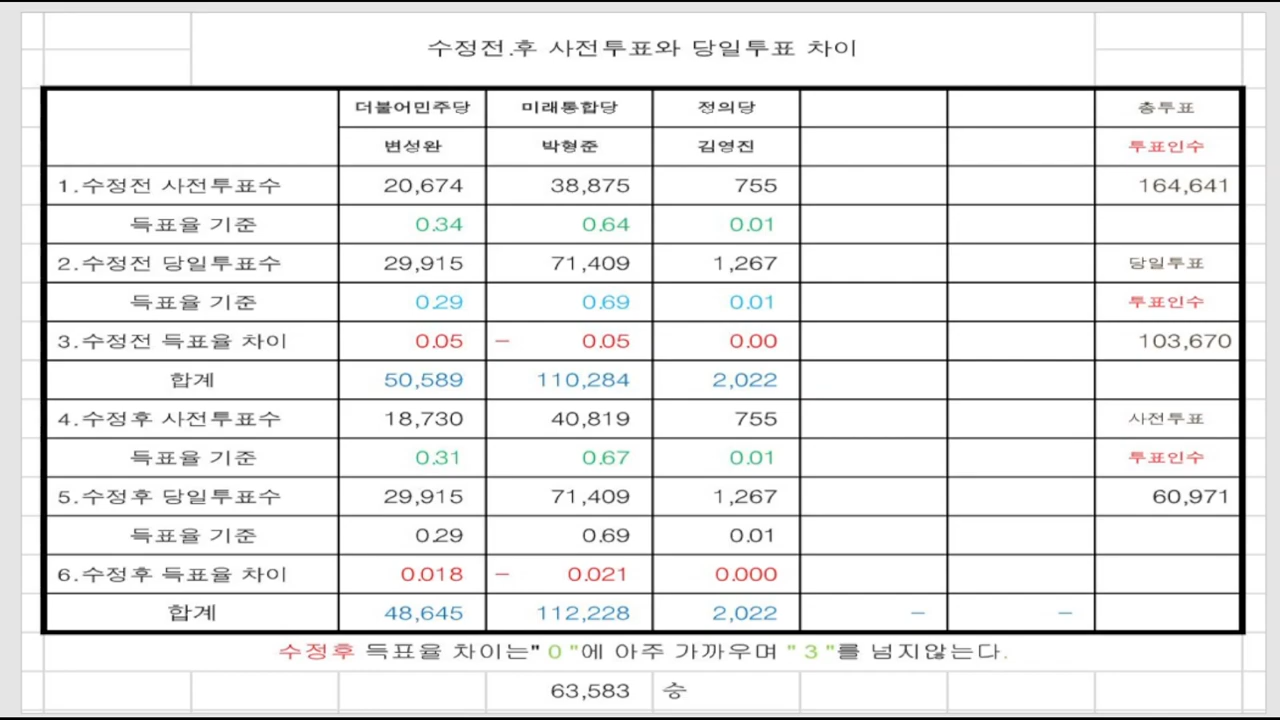 수정전.후 사전투표와 당일투표 차이
더불어민주당 미래통합당 정의당 총투표
변성완 박형준 김영진 투표인수
1.수정전 사전투표수 20,674 38,875 755 164,641
득표율 기준 0.34 0.64 0.01
2.수정전 당일투표수 29,915 71,409 1,267 당일투표
득표율 기준 0.29 0.69 0.01 투표인수
3.수정전 득표율 차이 0.05 - 0.05 0.00 103,670
합계 50,589 110,284 2,022
4.수정후 사전투표수 18,730 40,819 755 사전투표
득표율 기준 0.31 0.67 0.01 투표인수
5.수정후 당일투표수 29,915 71,409 1,267 60,971
득표율 기준 0.29 0.69 0.01
6.수정후 득표율 차이 0.018 - 0.021 0.000
합계 48,645 112,228 2,022 - -
수정후 득표율 차이는" 0 "에 아주 가까우며 " 3 "를 넘지않는다.
63,583 승